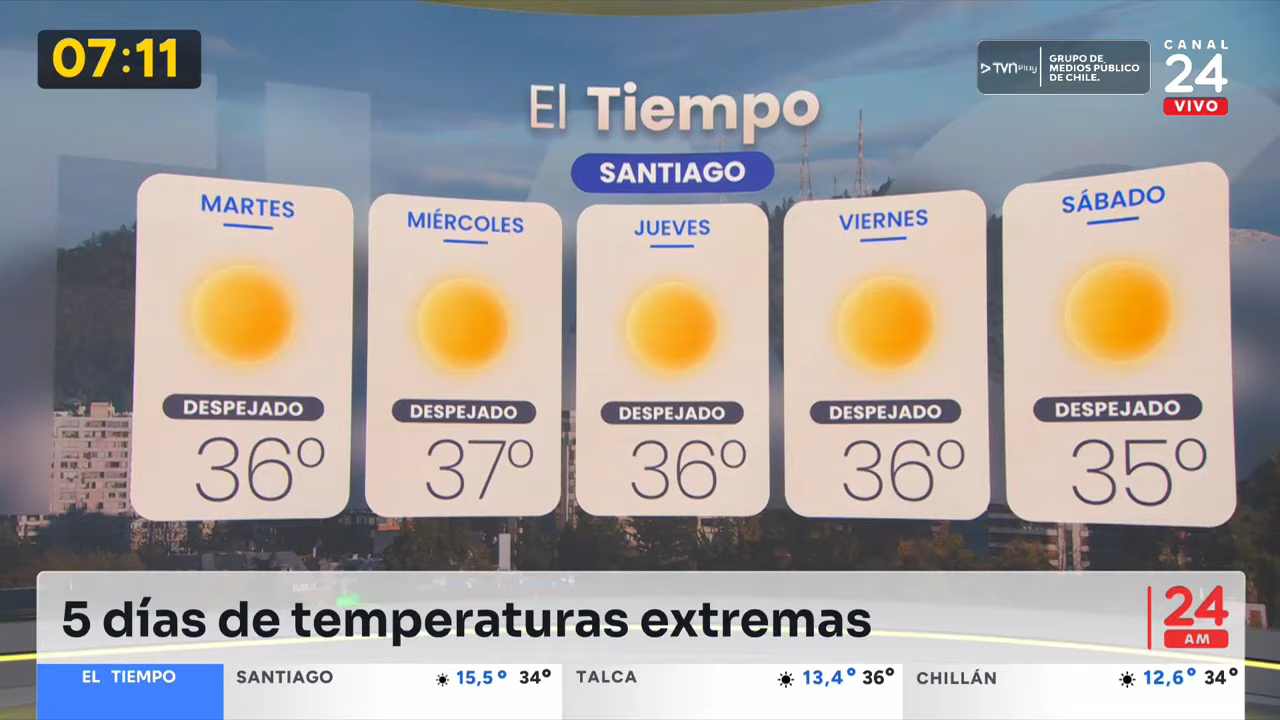 07:11
TVN Play
GRUPO DE
MEDIOS PÚBLICO
DE CHILE.
CANAL
24
VIVO
El Tiempo
SANTIAGO
MARTES
DESPEJADO
36°
MIÉRCOLES
DESPEJADO
37°
JUEVES
DESPEJADO
36°
VIERNES
DESPEJADO
36°
SÁBADO
DESPEJADO
35°
5 días de temperaturas extremas
24
AM
EL TIEMPO
SANTIAGO 15,5° 34°
TALCA 13,4° 36°
CHILLÁN 12,6° 34°